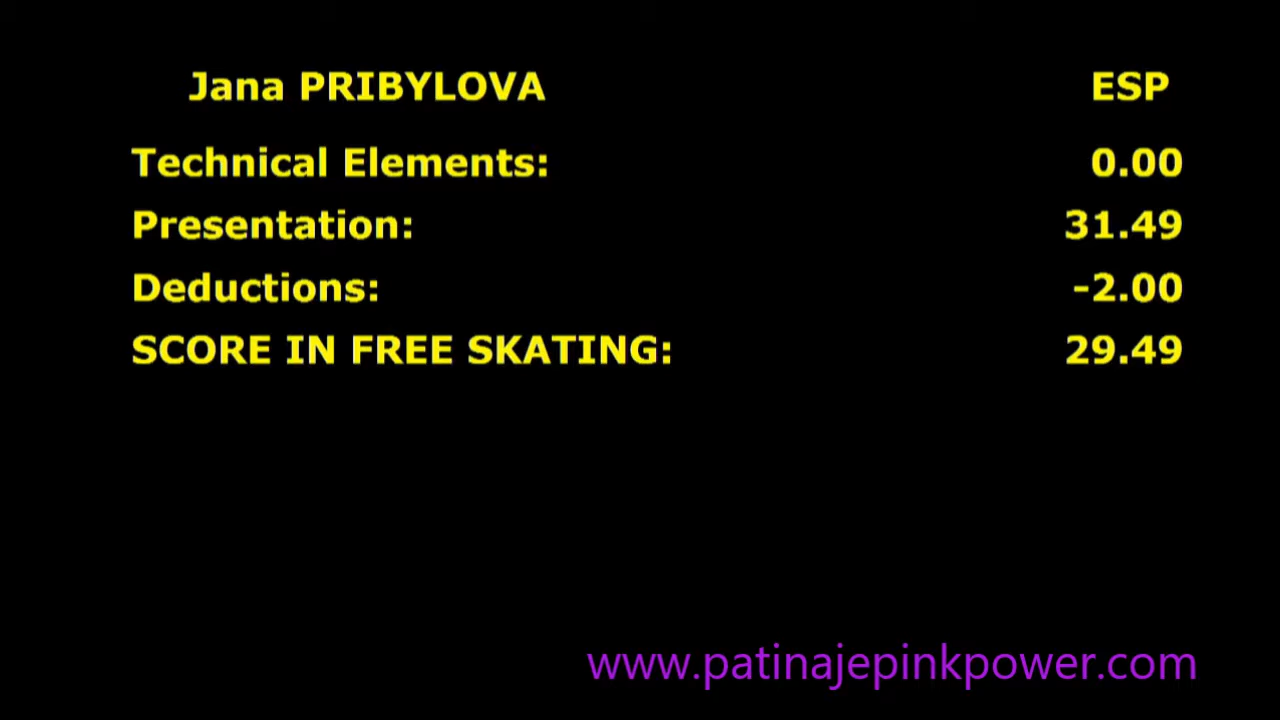 Jana PRIBYLOVA ESP
Technical Elements: 0.00
Presentation: 31.49
Deductions: -2.00
SCORE IN FREE SKATING: 29.49
www.patinajepinkpower.com